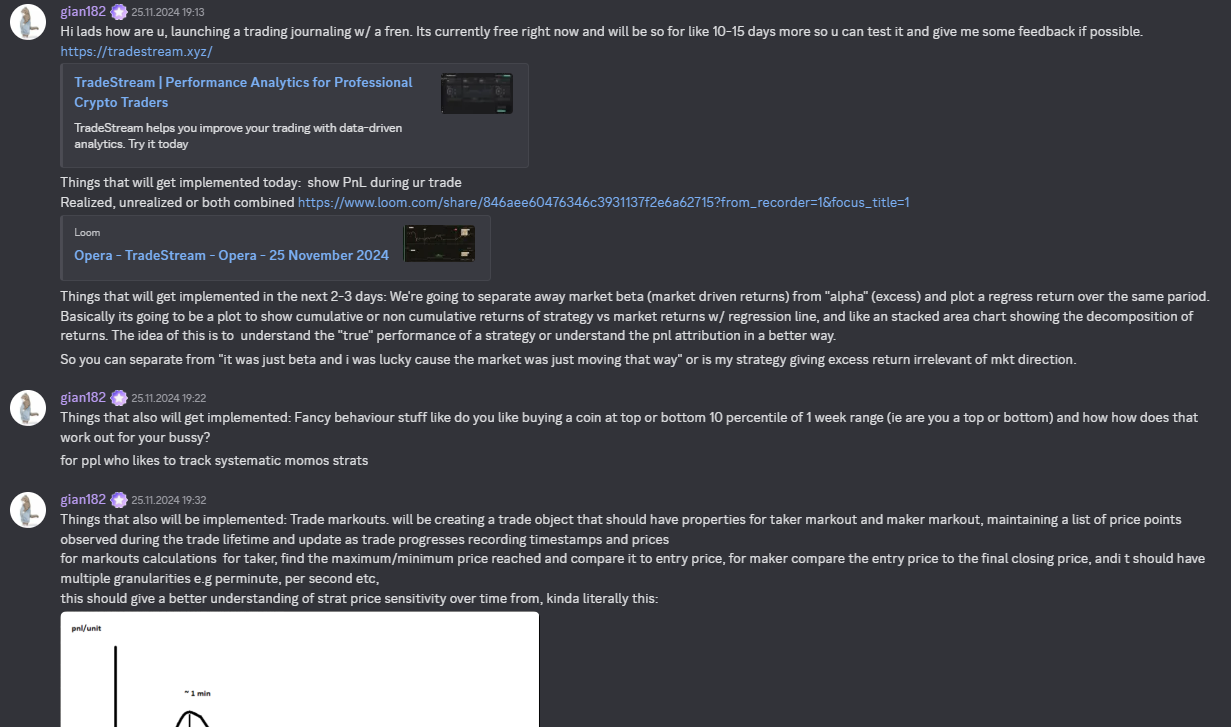 gian182 25.11.2024 19:13
Hi lads how are u, launching a trading journaling w/ a fren. Its currently free right now and will be so for like 10-15 days more so u can test it and give me some feedback if possible.
https://tradestream.xyz/
TradeStream | Performance Analytics for Professional
Crypto Traders
TradeStream helps you improve your trading with data-driven
analytics. Try it today
Things that will get implemented today: show PnL during ur trade
Realized, unrealized or both combined https://www.loom.com/share/846aee60476346c3931137f2e6a62715?from_recorder=1&focus_title=1
Loom
Opera - TradeStream - Opera - 25 November 2024
Things that will get implemented in the next 2-3 days: We're going to separate away market beta (market driven returns) from "alpha" (excess) and plot a regress return over the same pariod.
Basically its going to be a plot to show cumulative or non cumulative returns of strategy vs market returns w/ regression line, and like an stacked area chart showing the decomposition of
returns. The idea of this is to understand the "true" performance of a strategy or understand the pnl attribution in a better way.
So you can separate from "it was just beta and i was lucky cause the market was just moving that way" or is my strategy giving excess return irrelevant of mkt direction.
gian182 25.11.2024 19:22
Things that also will get implemented: Fancy behaviour stuff like do you like buying a coin at top or bottom 10 percentile of 1 week range (ie are you a top or bottom) and how how does that
work out for your bussy?
for ppl who likes to track systematic momos strats
gian182 25.11.2024 19:32
Things that also will be implemented: Trade markouts. will be creating a trade object that should have properties for taker markout and maker markout, maintaining a list of price points
observed during the trade lifetime and update as trade progresses recording timestamps and prices
for markouts calculations for taker, find the maximum/minimum price reached and compare it to entry price, for maker compare the entry price to the final closing price, andi t should have
multiple granularities e.g perminute, per second etc,
this should give a better understanding of strat price sensitivity over time from, kinda literally this:
pnl/unit
~ 1 min